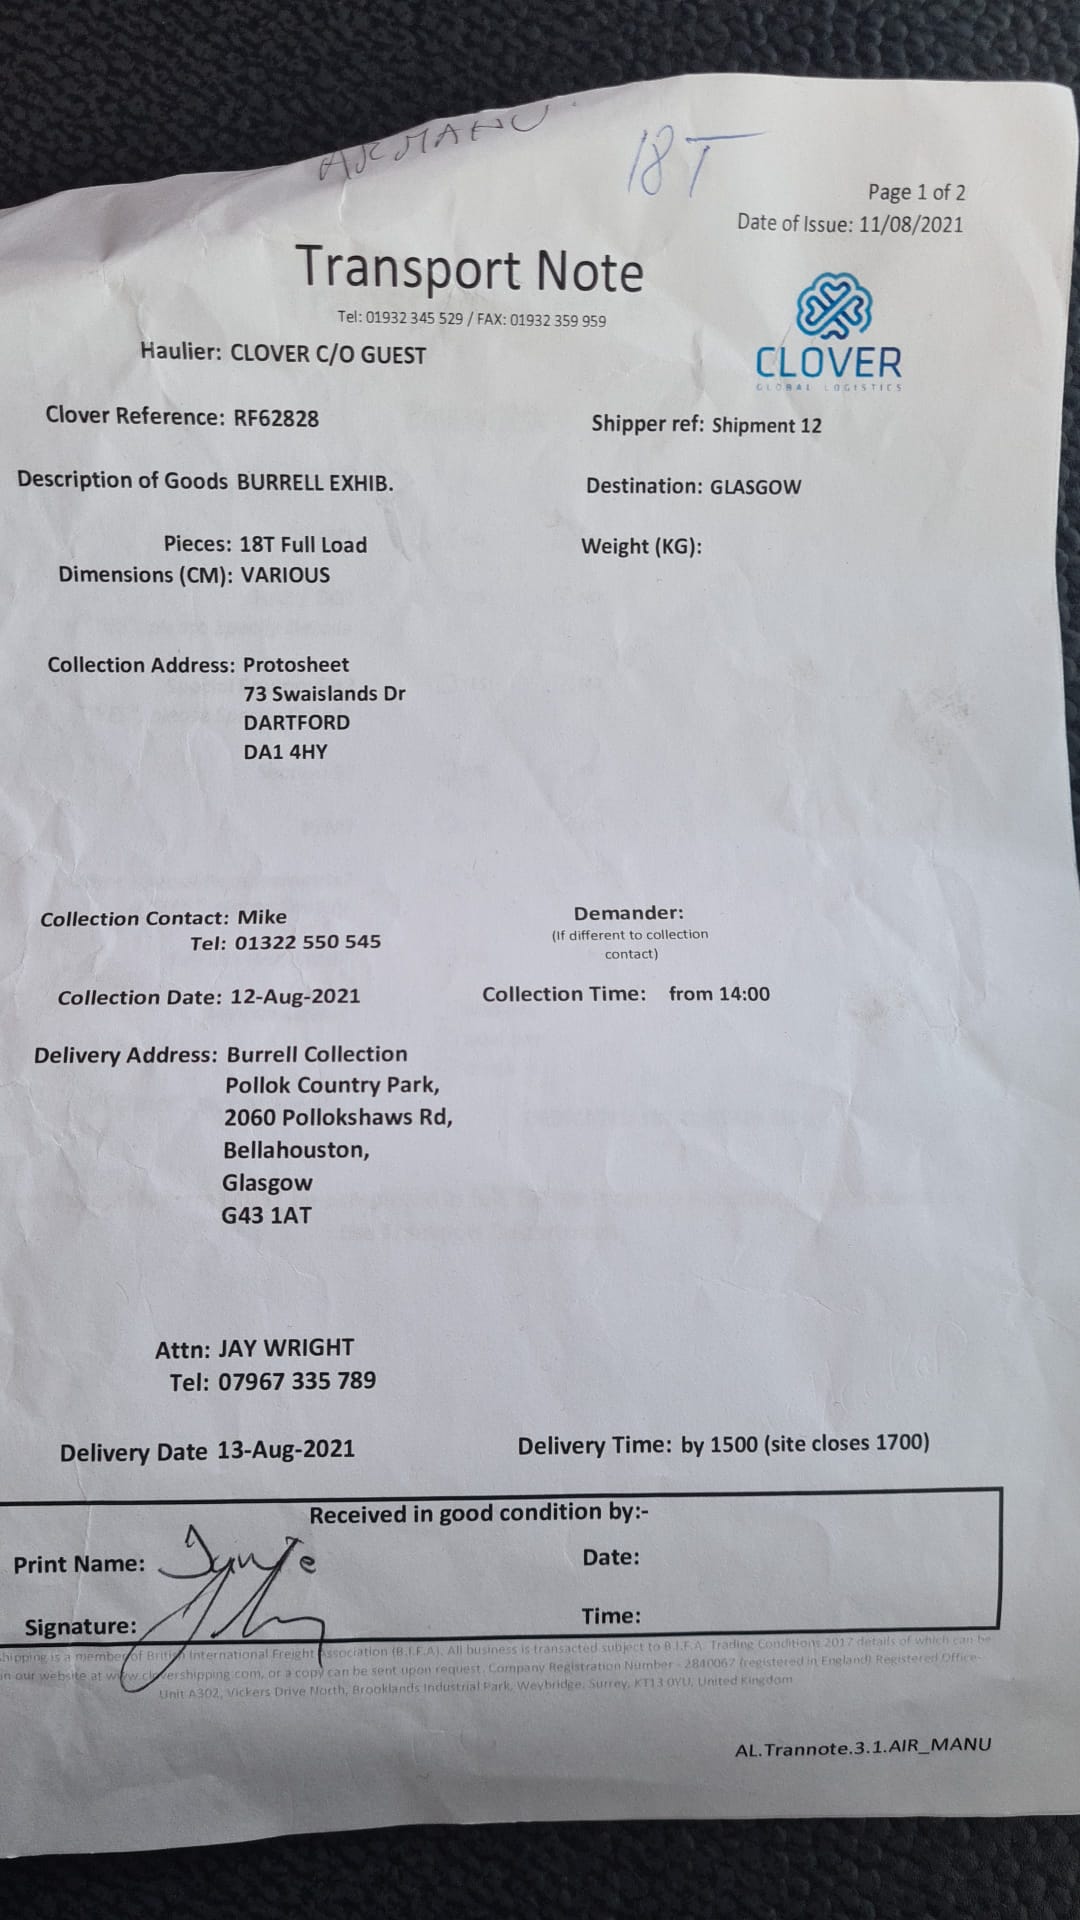 ARMANU
18T
Page 1 of 2
Date of Issue: 11/08/2021
Transport Note
Tel: 01932 345 529 / FAX: 01932 359 959
CLOVER
GLOBAL LOGISTICS
Haulier: CLOVER C/O GUEST
Clover Reference: RF62828
Shipper ref: Shipment 12
Description of Goods BURRELL EXHIB.
Destination: GLASGOW
Pieces: 18T Full Load
Weight (KG):
Dimensions (CM): VARIOUS
Collection Address: Protosheet
73 Swaislands Dr
DARTFORD
DA1 4HY
Collection Contact: Mike
Tel: 01322 550 545
Demander:
(If different to collection
contact)
Collection Date: 12-Aug-2021
Collection Time: from 14:00
Delivery Address: Burrell Collection
Pollok Country Park,
2060 Pollokshaws Rd,
Bellahouston,
Glasgow
G43 1AT
Attn: JAY WRIGHT
Tel: 07967 335 789
Delivery Date 13-Aug-2021
Delivery Time: by 1500 (site closes 1700)
Received in good condition by:-
Print Name:
Date:
Signature:
Time:
hipping is a member of British International Freight Association (B.I.F.A). All business is transacted subject to B.I.F.A. Trading Conditions 2017 details of which can be
n our website at www.clovershipping.com, or a copy can be sent upon request. Company Registration Number - 2840067 (registered in England) Registered Office-
Unit A302, Vickers Drive North, Brooklands Industrial Park, Weybridge, Surrey, KT13 0YU, United Kingdom
AL.Trannote.3.1.AIR_MANU